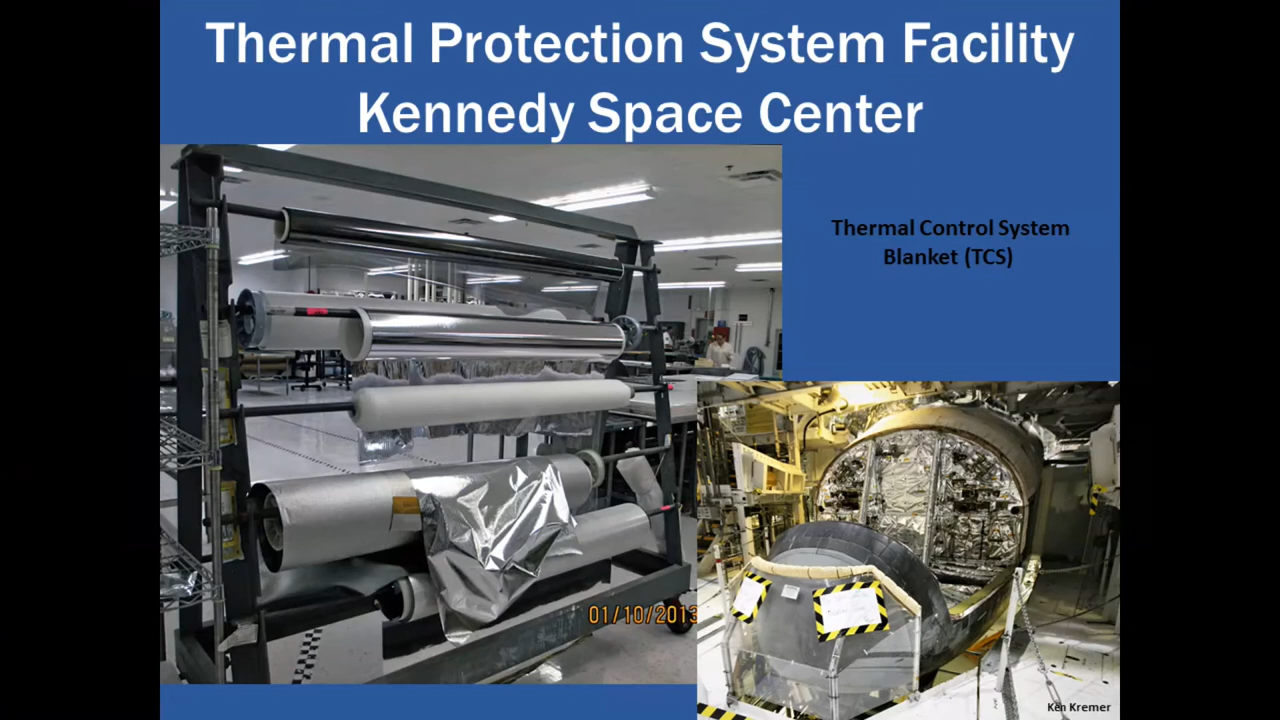 Thermal Protection System Facility
Kennedy Space Center
Thermal Control System
Blanket (TCS)
01/10/2013
Ken Kremer